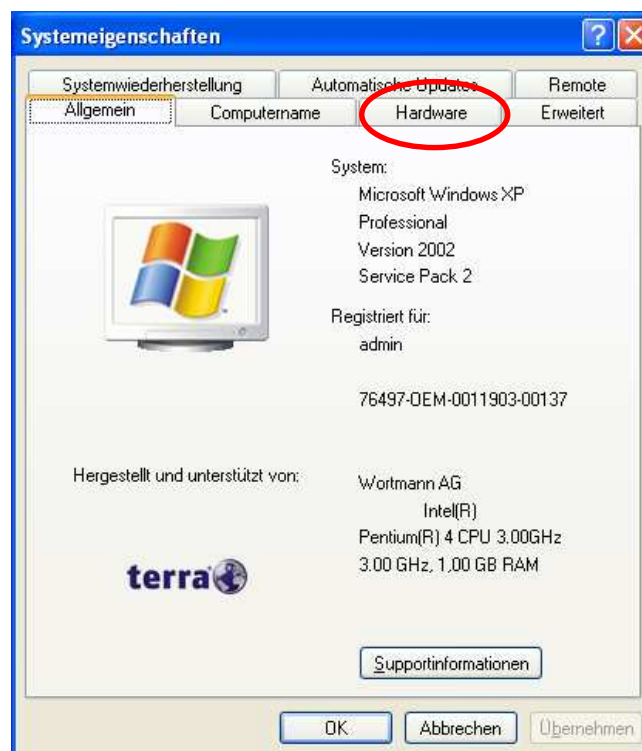 Systemeigenschaften
Systemwiederherstellung Automatische Updates Remote
Allgemein Computername Hardware Erweitert
System:
Microsoft Windows XP
Professional
Version 2002
Service Pack 2
Registriert für:
admin
76497-OEM-0011903-00137
Hergestellt und unterstützt von:
Wortmann AG
Intel(R)
Pentium(R) 4 CPU 3.00GHz
3.00 GHz, 1,00 GB RAM
terra
Supportinformationen
OK Abbrechen Übernehmen